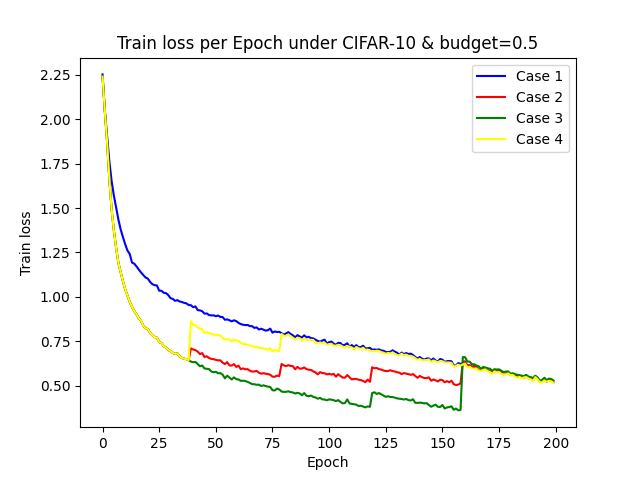 Train loss per Epoch under CIFAR-10 & budget=0.5
Case 1
Case 2
Case 3
Case 4
2.25
2.00
1.75
1.50
1.25
1.00
0.75
0.50
Train loss
0 25 50 75 100 125 150 175 200
Epoch